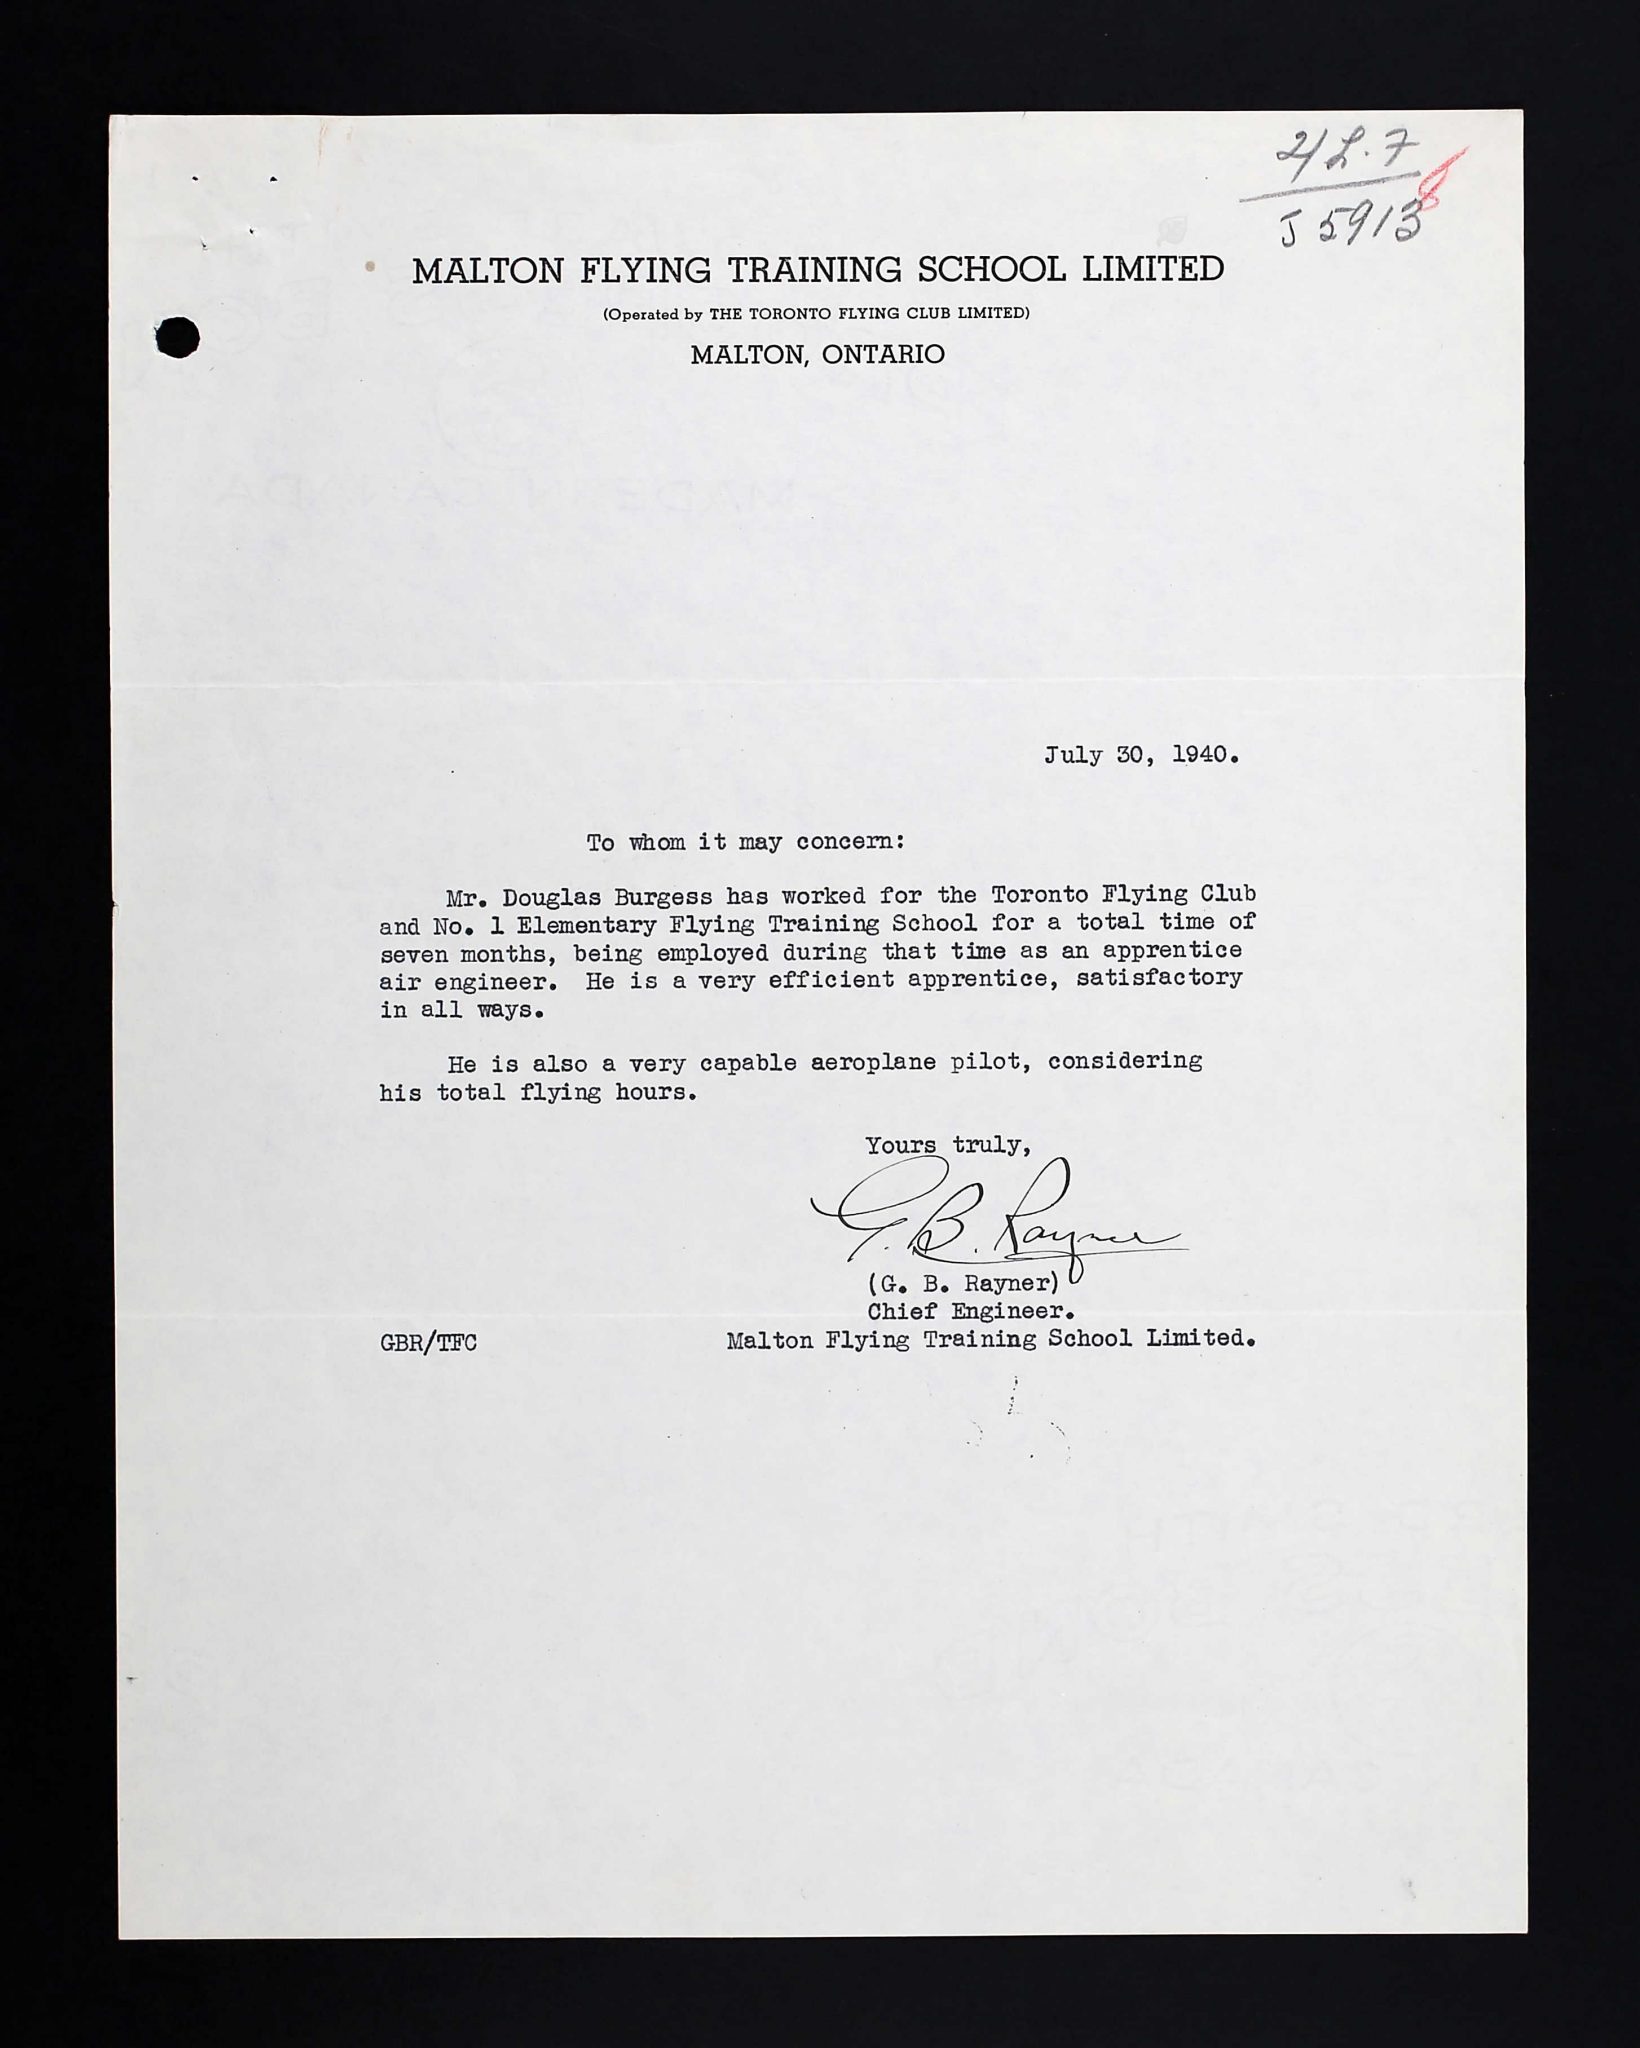 2/L.7
8
J 5913
MALTON FLYING TRAINING SCHOOL LIMITED
(Operated by THE TORONTO FLYING CLUB LIMITED)
MALTON, ONTARIO
July 30, 1940.
To whom it may concern:
Mr. Douglas Burgess has worked for the Toronto Flying Club
and No. 1 Elementary Flying Training School for a total time of
seven months, being employed during that time as an apprentice
air engineer. He is a very efficient apprentice, satisfactory
in all ways.
He is also a very capable aeroplane pilot, considering
his total flying hours.
Yours truly,
G. B. Rayner
(G. B. Rayner)
Chief Engineer.
GBR/TFC Malton Flying Training School Limited.